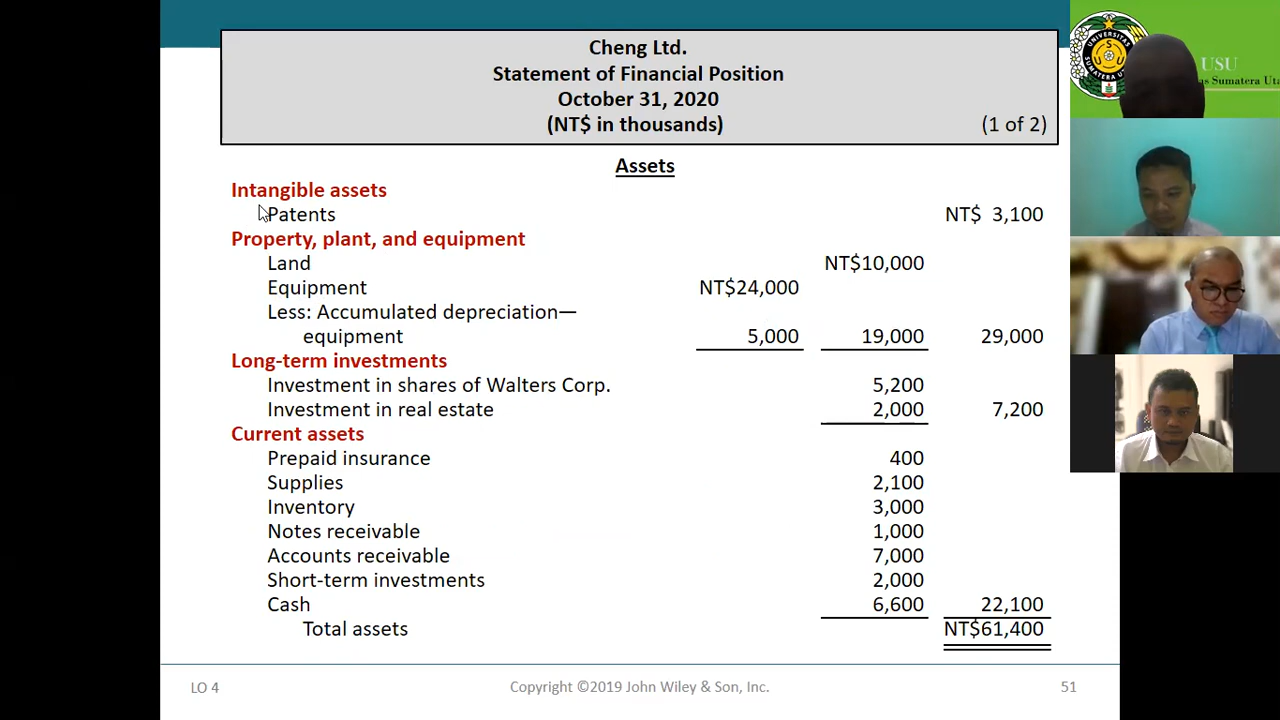 Cheng Ltd.
Statement of Financial Position
October 31, 2020
(NT$ in thousands) (1 of 2)
Assets
Intangible assets
Patents NT$ 3,100
Property, plant, and equipment
Land NT$10,000
Equipment NT$24,000
Less: Accumulated depreciation—
equipment 5,000 19,000 29,000
Long-term investments
Investment in shares of Walters Corp. 5,200
Investment in real estate 2,000 7,200
Current assets
Prepaid insurance 400
Supplies 2,100
Inventory 3,000
Notes receivable 1,000
Accounts receivable 7,000
Short-term investments 2,000
Cash 6,600 22,100
Total assets NT$61,400
LO 4 Copyright ©2019 John Wiley & Son, Inc. 51
USU
Sumatera